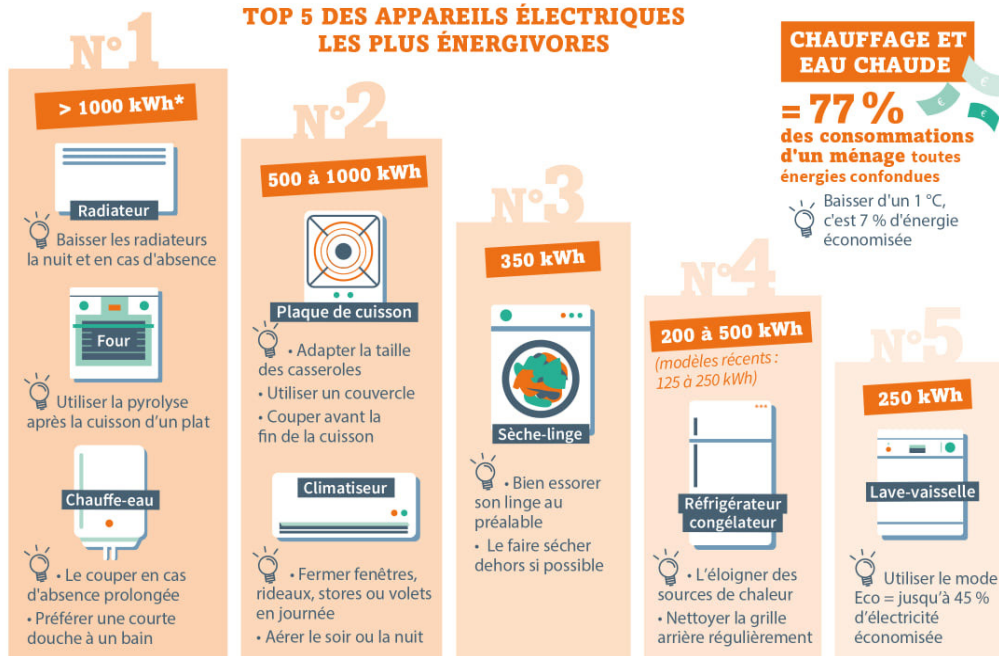 TOP 5 DES APPAREILS ÉLECTRIQUES
LES PLUS ÉNERGIVORES
N°1
> 1000 kWh*
Radiateur
Baisser les radiateurs
la nuit et en cas d'absence
Four
Utiliser la pyrolyse
après la cuisson d'un plat
Chauffe-eau
• Le couper en cas
d'absence prolongée
• Préférer une courte
douche à un bain
N°2
500 à 1000 kWh
Plaque de cuisson
• Adapter la taille
des casseroles
• Utiliser un couvercle
• Couper avant la
fin de la cuisson
Climatiseur
• Fermer fenêtres,
rideaux, stores ou volets
en journée
• Aérer le soir ou la nuit
N°3
350 kWh
Sèche-linge
• Bien essorer
son linge au
préalable
• Le faire sécher
dehors si possible
N°4
200 à 500 kWh
(modèles récents :
125 à 250 kWh)
Réfrigérateur
congélateur
• L'éloigner des
sources de chaleur
• Nettoyer la grille
arrière régulièrement
N°5
250 kWh
Lave-vaisselle
Utiliser le mode
Eco = jusqu'à 45 %
d'électricité
économisée
CHAUFFAGE ET
EAU CHAUDE
€
€
€
= 77 %
des consommations
d'un ménage toutes
énergies confondues
Baisser d'un 1 °C,
c'est 7 % d'énergie
économisée